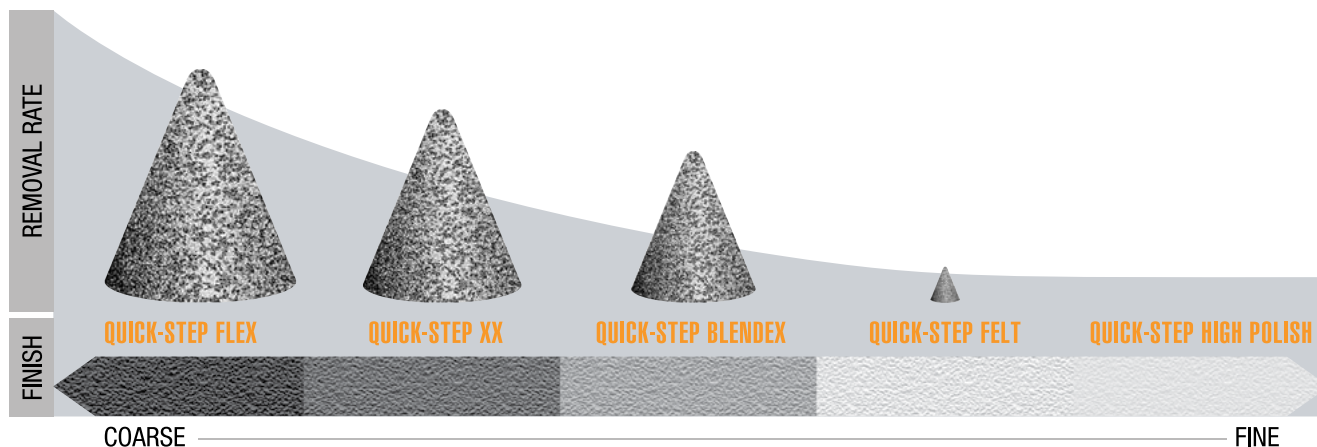 REMOVAL RATE
QUICK-STEP FLEX
QUICK-STEP XX
QUICK-STEP BLENDEX
QUICK-STEP FELT
QUICK-STEP HIGH POLISH
FINISH
COARSE
FINE